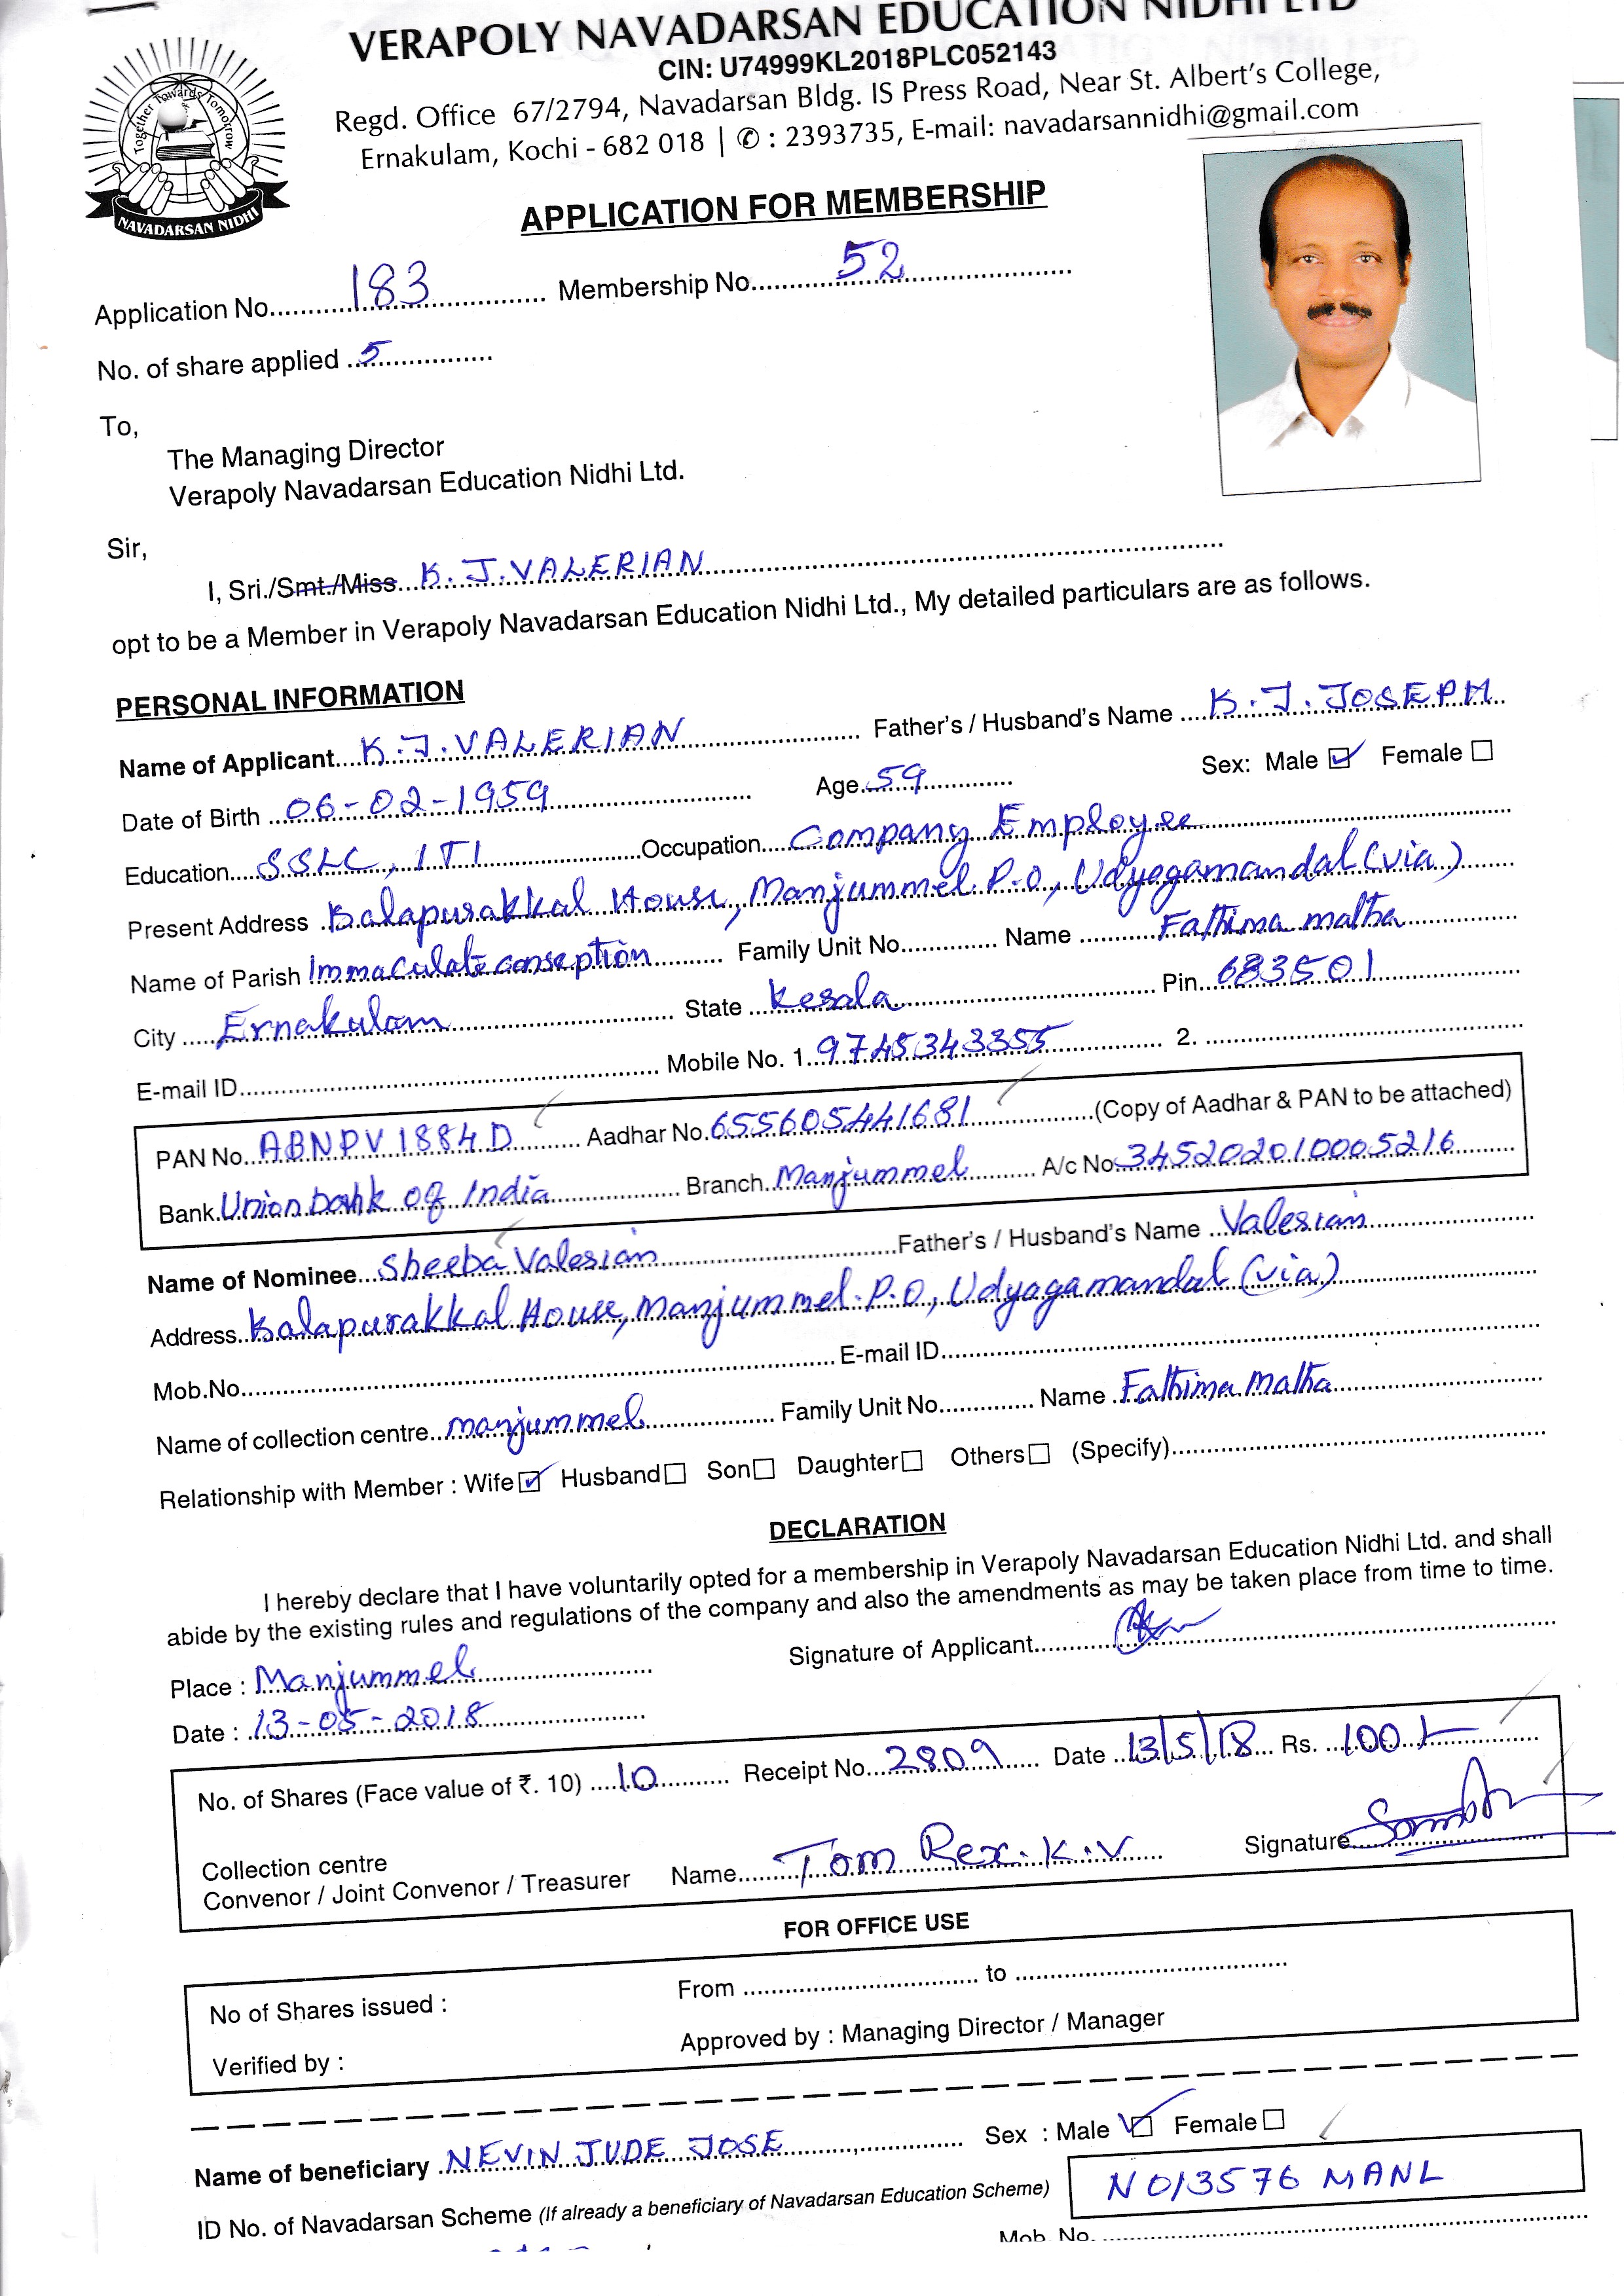 VERAPOLY NAVADARSAN EDUCATION NIDHI LTD
CIN: U74999KL2018PLC052143
Regd. Office 67/2794, Navadarsan Bldg. IS Press Road, Near St. Albert's College,
Ernakulam, Kochi - 682 018 | ✆ : 2393735, E-mail: navadarsannidhi@gmail.com
Together Towards Tomorrow
NAVADARSAN NIDHI
APPLICATION FOR MEMBERSHIP
Application No. 183 Membership No. 52
No. of share applied 5
To,
The Managing Director
Verapoly Navadarsan Education Nidhi Ltd.
Sir,
I, Sri./Smt./Miss K.J.VALERIAN
opt to be a Member in Verapoly Navadarsan Education Nidhi Ltd., My detailed particulars are as follows.
PERSONAL INFORMATION
Name of Applicant K.J.VALERIAN Father's / Husband's Name K.J.JOSEPH
Date of Birth 06-02-1959 Age 59 Sex: Male ☑ Female ☐
Education SSLC, ITI Occupation Company Employee
Present Address Kalapurakkal House, Manjummel.P.O, Udyogamandal (via)
Name of Parish Immaculate conseption Family Unit No. Name Fathima matha
City Ernakulam State Kerala Pin 683501
E-mail ID Mobile No. 1. 9745343355 2.
PAN No. ABNPV1884D Aadhar No. 655605441681 (Copy of Aadhar & PAN to be attached)
Bank Union bank of India Branch Manjummel A/c No. 345202010005216
Name of Nominee Sheeba Valerian Father's / Husband's Name Valerian
Address Kalapurakkal House, Manjummel.P.O, Udyagamandal (via)
Mob.No. E-mail ID
Name of collection centre manjummel Family Unit No. Name Fathima Matha
Relationship with Member : Wife ☑ Husband ☐ Son ☐ Daughter ☐ Others ☐ (Specify)
DECLARATION
I hereby declare that I have voluntarily opted for a membership in Verapoly Navadarsan Education Nidhi Ltd. and shall
abide by the existing rules and regulations of the company and also the amendments as may be taken place from time to time.
Place : Manjummel Signature of Applicant
Date : 13-05-2018
No. of Shares (Face value of ₹. 10) 10 Receipt No. 2809 Date 13/5/18 Rs. 100/-
Collection centre
Convenor / Joint Convenor / Treasurer Name Tom Rex.K.V Signature
FOR OFFICE USE
No of Shares issued : From to
Verified by : Approved by : Managing Director / Manager
Name of beneficiary NEVIN JUDE JOSE Sex : Male ☑ Female ☐
ID No. of Navadarsan Scheme (If already a beneficiary of Navadarsan Education Scheme) NO/3576 MANL
Mob. No.